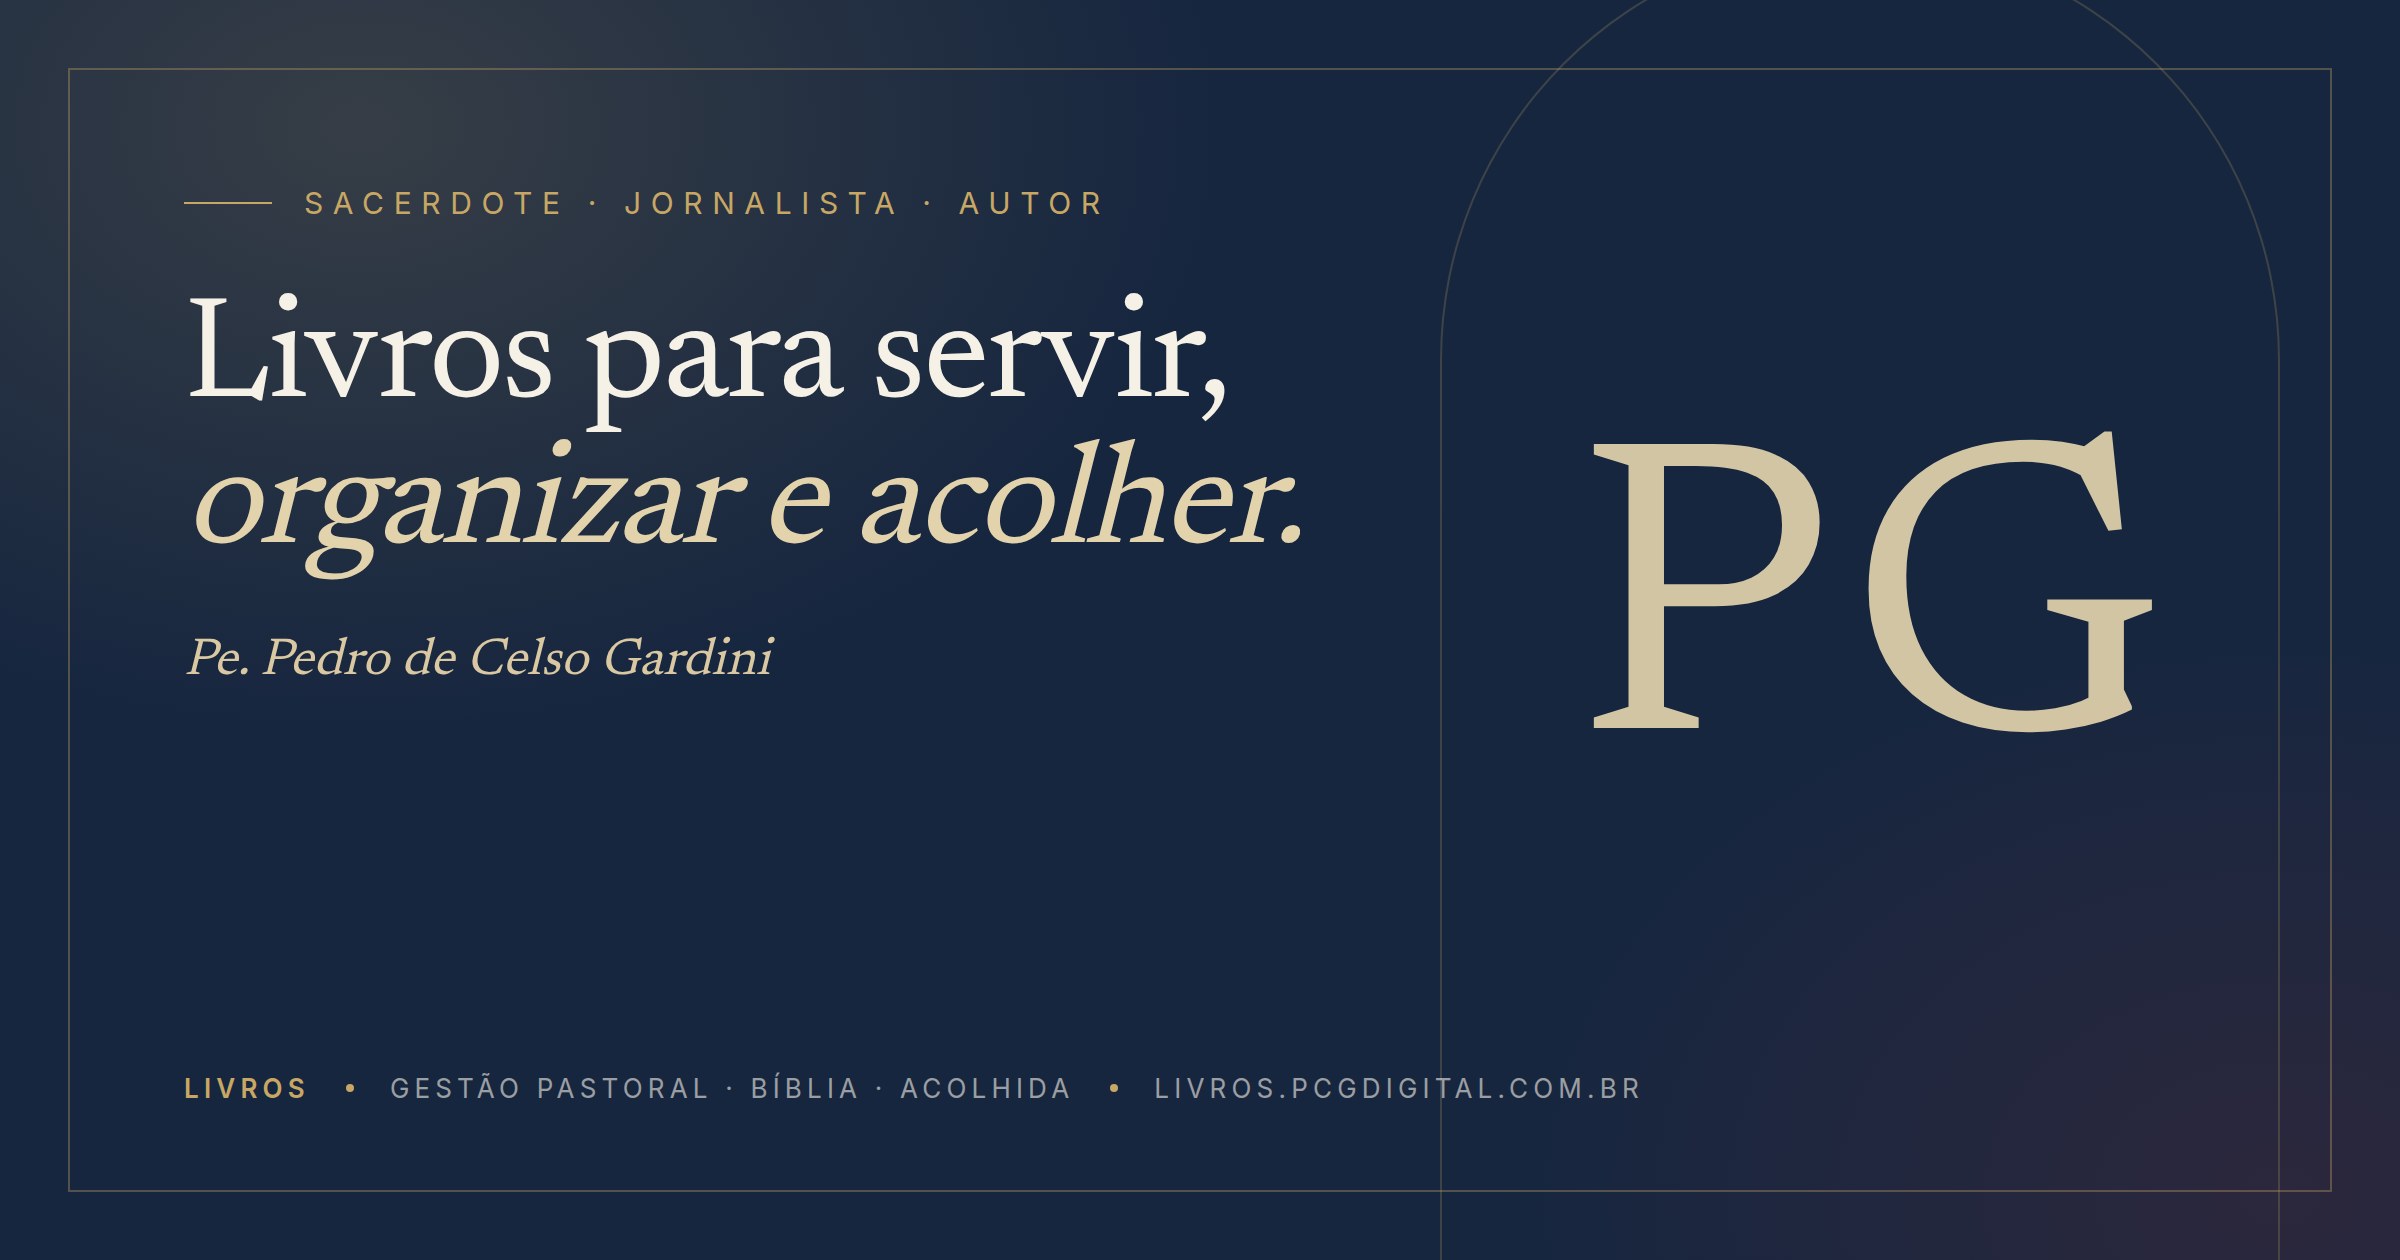 SACERDOTE · JORNALISTA · AUTOR
Livros para servir,
organizar e acolher.
Pe. Pedro de Celso Gardini
PG
LIVROS • GESTÃO PASTORAL · BÍBLIA · ACOLHIDA • LIVROS.PCGDIGITAL.COM.BR